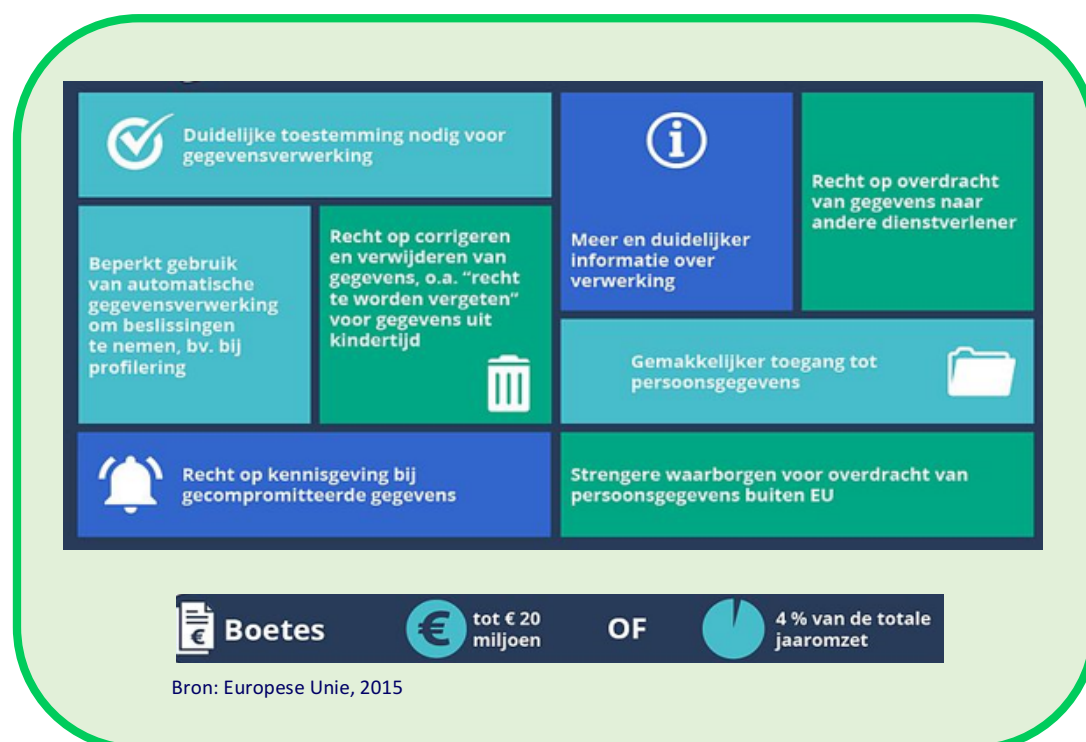 Duidelijke toestemming nodig voor
gegevensverwerking
Beperkt gebruik
van automatische
gegevensverwerking
om beslissingen
te nemen, bv. bij
profilering
Recht op corrigeren
en verwijderen van
gegevens, o.a. “recht
te worden vergeten”
voor gegevens uit
kindertijd
Recht op kennisgeving bij
gecompromitteerde gegevens
i
Meer en duidelijker
informatie over
verwerking
Recht op overdracht
van gegevens naar
andere dienstverlener
Gemakkelijker toegang tot
persoonsgegevens
Strengere waarborgen voor overdracht van
persoonsgegevens buiten EU
€ Boetes
€ tot € 20
miljoen
OF
4 % van de totale
jaaromzet
Bron: Europese Unie, 2015